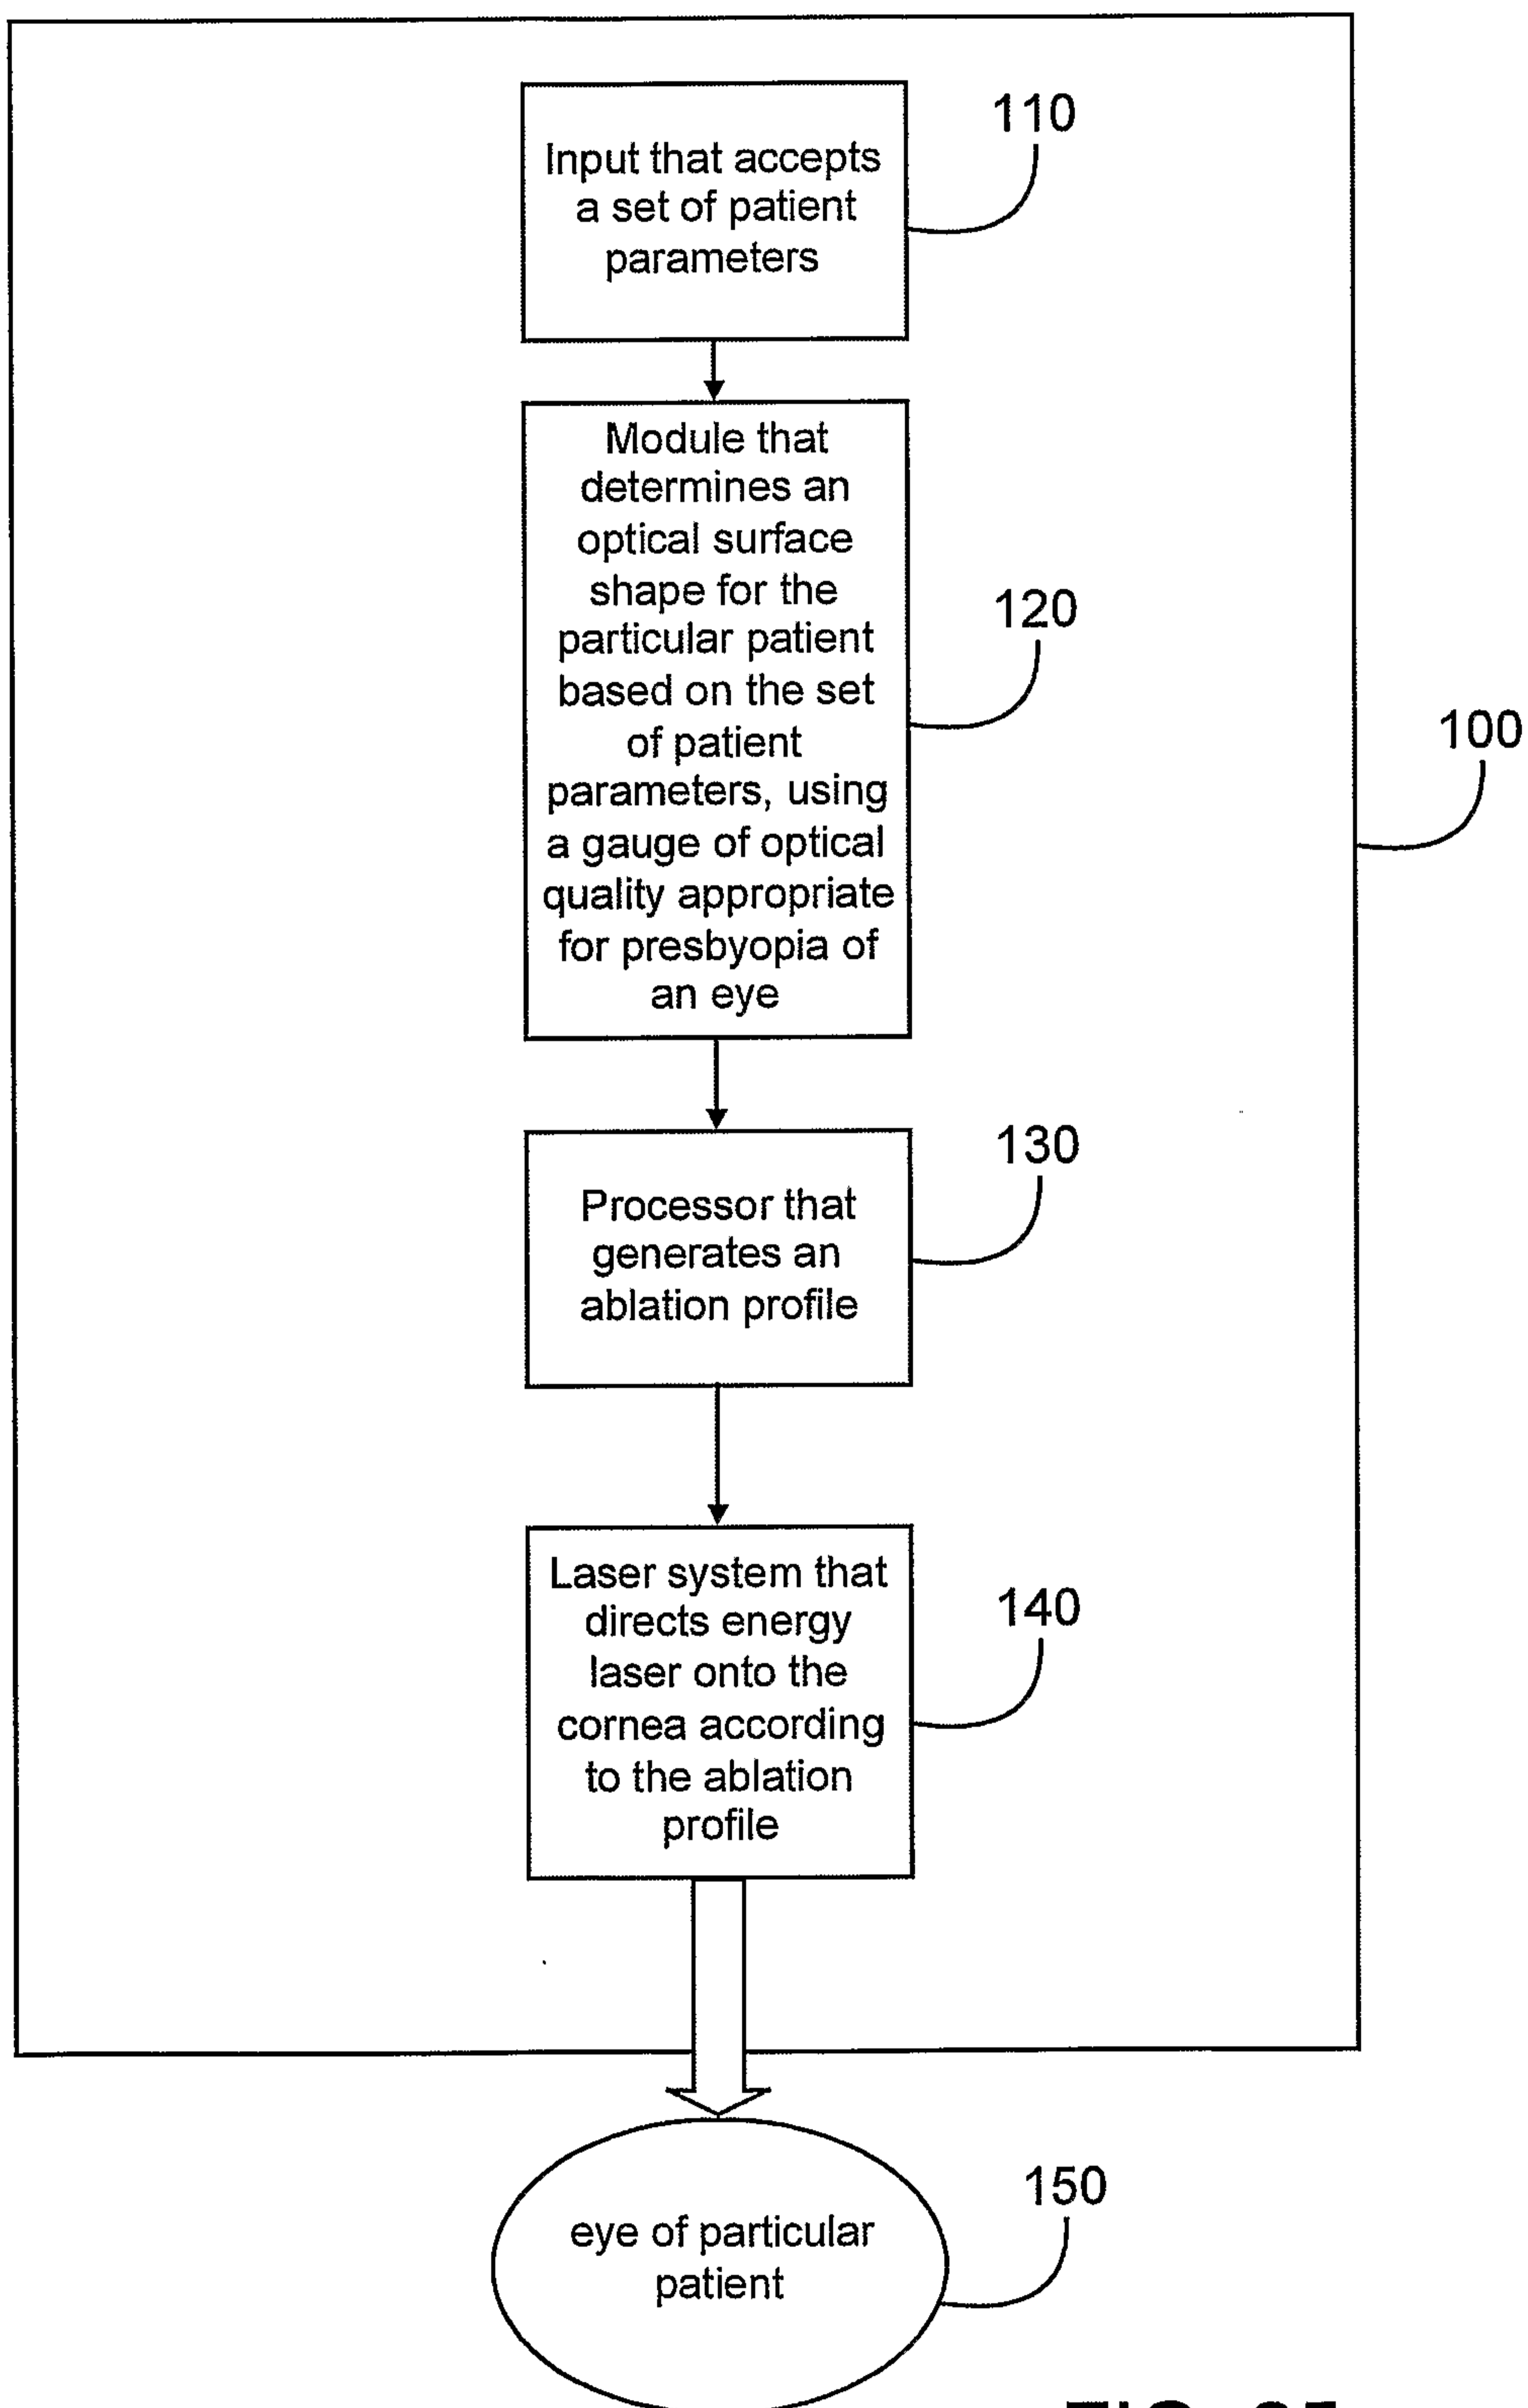 Input that accepts
a set of patient
parameters
110
Module that
determines an
optical surface
shape for the
particular patient
based on the set
of patient
parameters, using
a gauge of optical
quality appropriate
for presbyopia of
an eye
120
100
Processor that
generates an
ablation profile
130
Laser system that
directs energy
laser onto the
cornea according
to the ablation
profile
140
eye of particular
patient
150